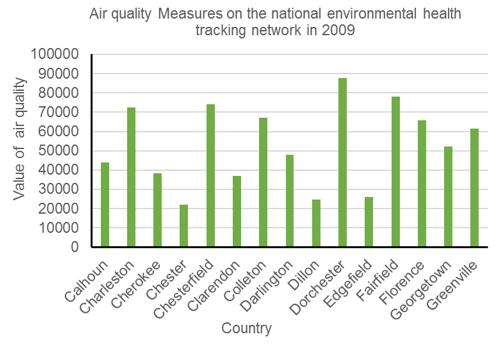 Air quality Measures on the national environmental health
tracking network in 2009
Value of air quality
100000
90000
80000
70000
60000
50000
40000
30000
20000
10000
0
Calhoun
Charleston
Cherokee
Chester
Chesterfield
Clarendon
Colleton
Darlington
Dillon
Dorchester
Edgefield
Fairfield
Florence
Georgetown
Greenville
Country